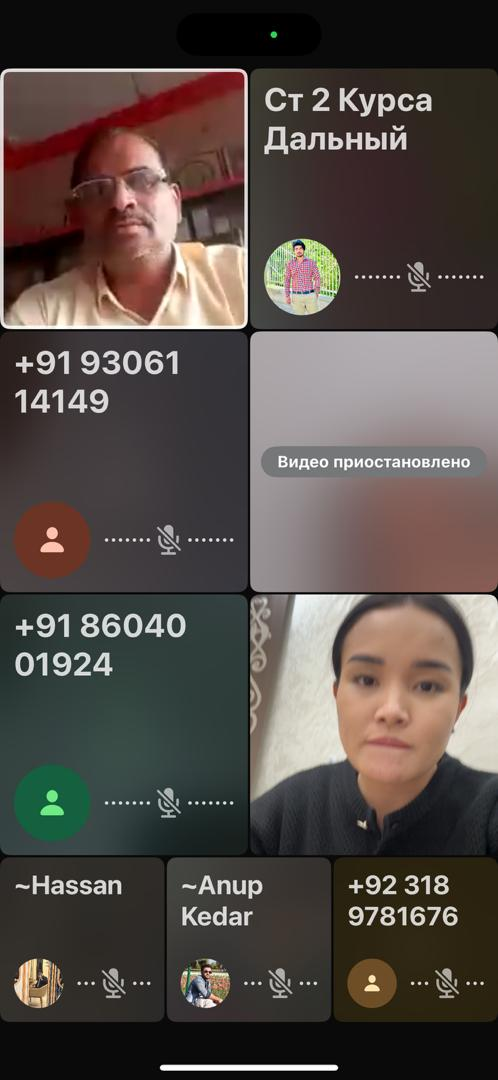 Ст 2 Курса
Дальный
+91 93061
14149
Видео приостановлено
+91 86040
01924
~Hassan
~Anup
Kedar
+92 318
9781676